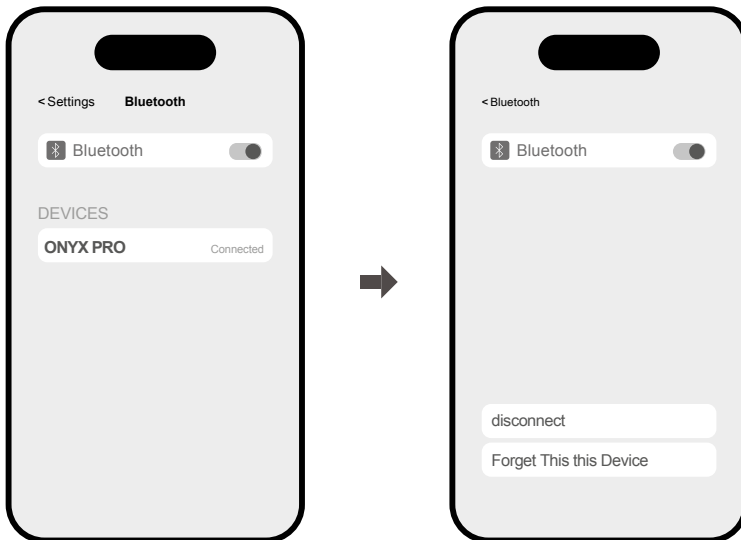 < Settings Bluetooth
Bluetooth
DEVICES
ONYX PRO Connected
< Bluetooth
Bluetooth
disconnect
Forget This this Device